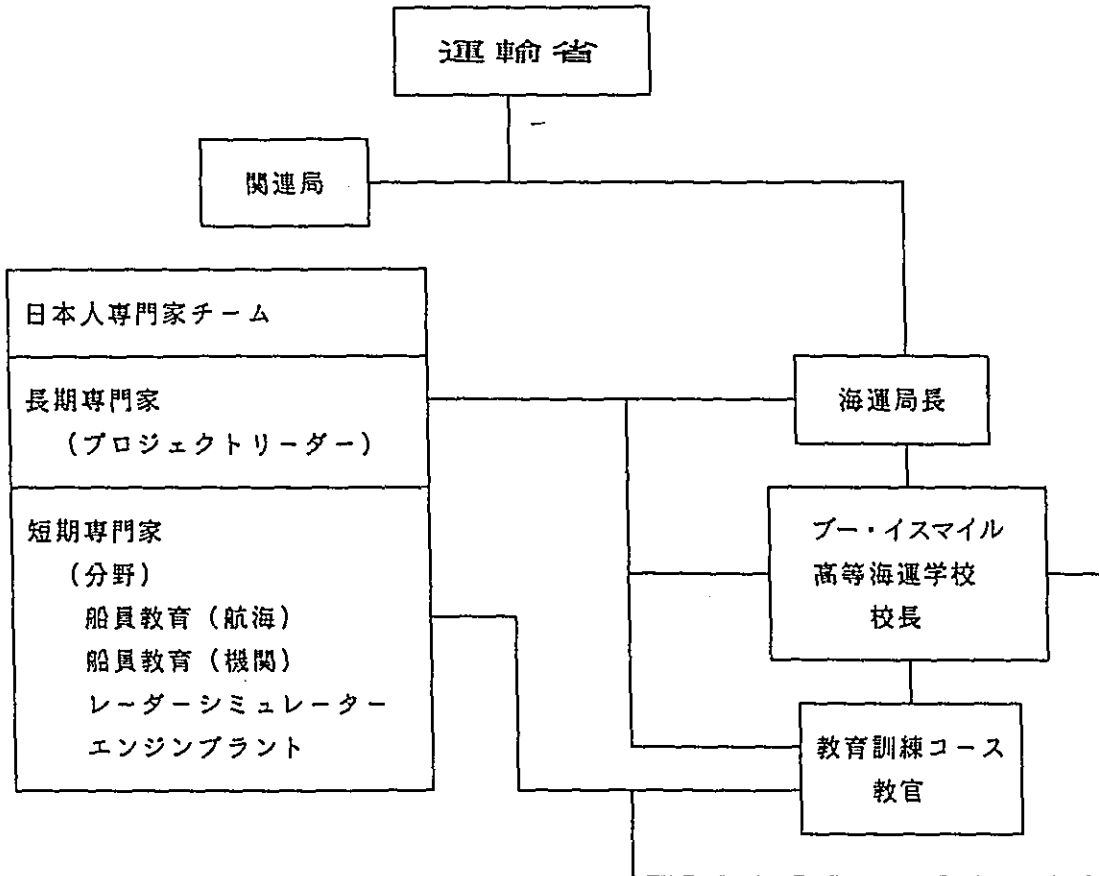 運輸省
関連局
日本人専門家チーム
長期専門家
(プロジェクトリーダー)
短期専門家
(分野)
船員教育(航海)
船員教育(機関)
レーダーシミュレーター
エンジンプラント
海運局長
ブー・イスマイル
高等海運学校
校長
教育訓練コース
教官